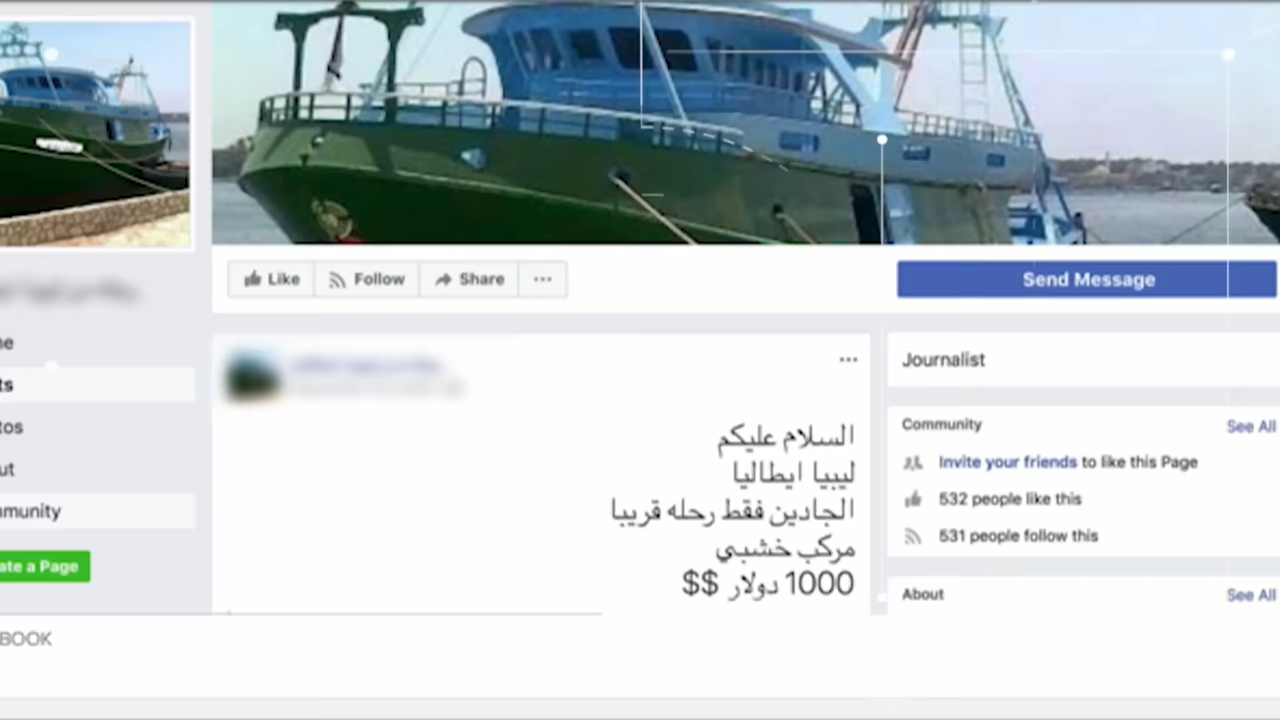 Like
Follow
Share
...
Send Message
ne
ts
tos
ut
nmunity
ate a Page
...
السلام عليكم
ليبيا ايطاليا
الجادين فقط رحله قريبا
مركب خشبي
1000 دولار $$
Journalist
Community
See All
Invite your friends to like this Page
532 people like this
531 people follow this
About
See All
BOOK